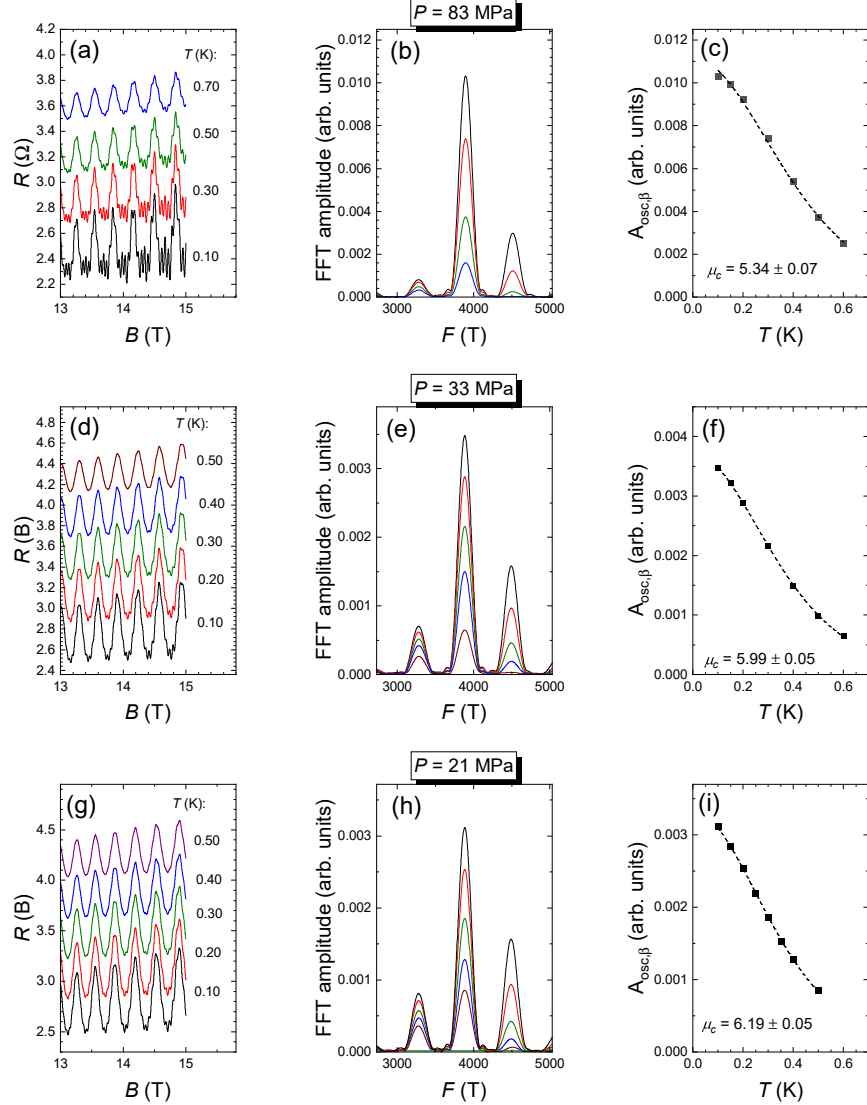 P = 83 MPa
(a)
T (K):
0.70
0.50
0.30
0.10
4.2
4.0
3.8
3.6
3.4
3.2
3.0
2.8
2.6
2.4
2.2
R (Ω)
13
14
15
B (T)
(b)
0.012
0.010
0.008
0.006
0.004
0.002
0.000
FFT amplitude (arb. units)
3000
4000
5000
F (T)
(c)
0.012
0.010
0.008
0.006
0.004
0.002
0.000
A_osc,β (arb. units)
μ_c = 5.34 ± 0.07
0.0
0.2
0.4
0.6
T (K)
P = 33 MPa
(d)
T (K):
0.50
0.40
0.30
0.20
0.10
4.8
4.6
4.4
4.2
4.0
3.8
3.6
3.4
3.2
3.0
2.8
2.6
2.4
R (B)
13
14
15
B (T)
(e)
0.003
0.002
0.001
0.000
FFT amplitude (arb. units)
3000
4000
5000
F (T)
(f)
0.004
0.003
0.002
0.001
0.000
A_osc,β (arb. units)
μ_c = 5.99 ± 0.05
0.0
0.2
0.4
0.6
T (K)
P = 21 MPa
(g)
T (K):
0.50
0.40
0.30
0.20
0.10
4.5
4.0
3.5
3.0
2.5
R (B)
13
14
15
B (T)
(h)
0.003
0.002
0.001
0.000
FFT amplitude (arb. units)
3000
4000
5000
F (T)
(i)
0.003
0.002
0.001
0.000
A_osc,β (arb. units)
μ_c = 6.19 ± 0.05
0.0
0.2
0.4
0.6
T (K)